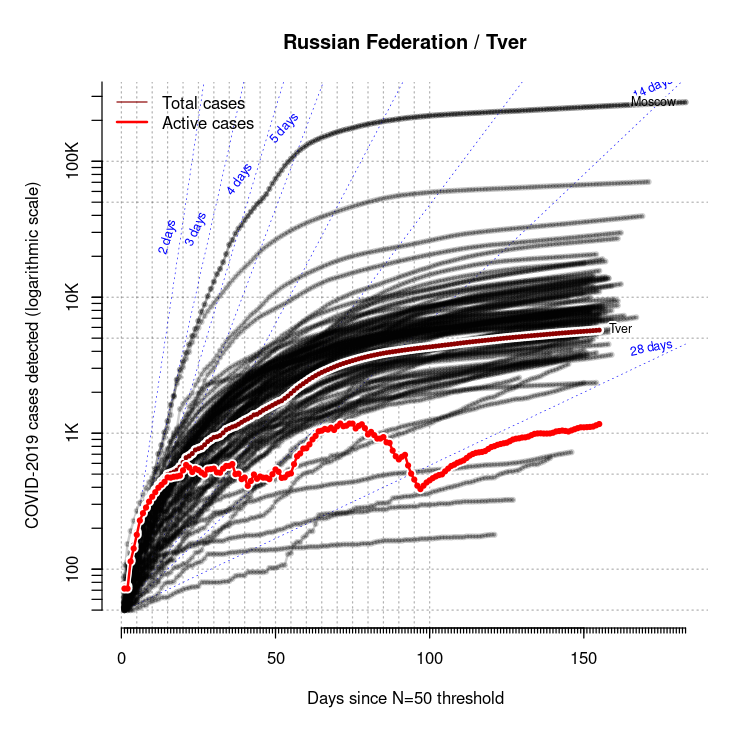 Russian Federation / Tver
Total cases
Active cases
2 days
3 days
4 days
5 days
14 days
Moscow
Tver
28 days
COVID-2019 cases detected (logarithmic scale)
100K
10K
1K
100
0
50
100
150
Days since N=50 threshold